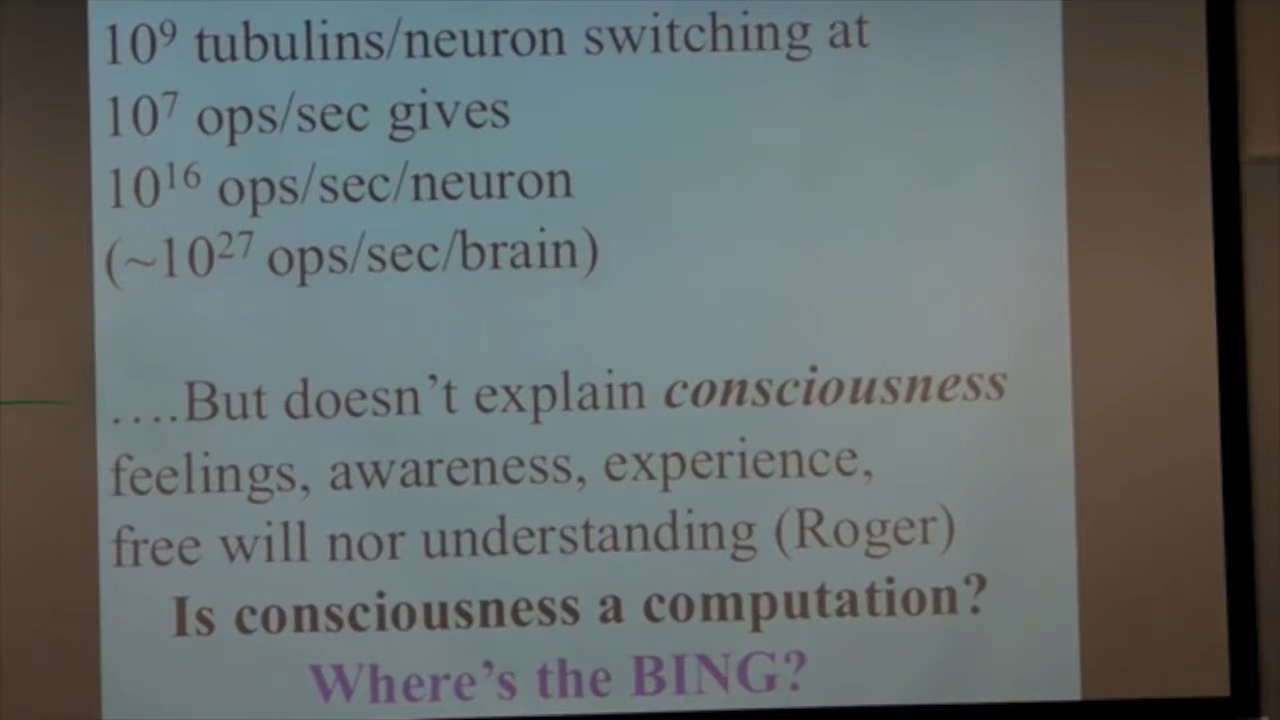 10⁹ tubulins/neuron switching at
10⁷ ops/sec gives
10¹⁶ ops/sec/neuron
(~10²⁷ ops/sec/brain)
….But doesn’t explain consciousness
feelings, awareness, experience,
free will nor understanding (Roger)
Is consciousness a computation?
Where’s the BING?